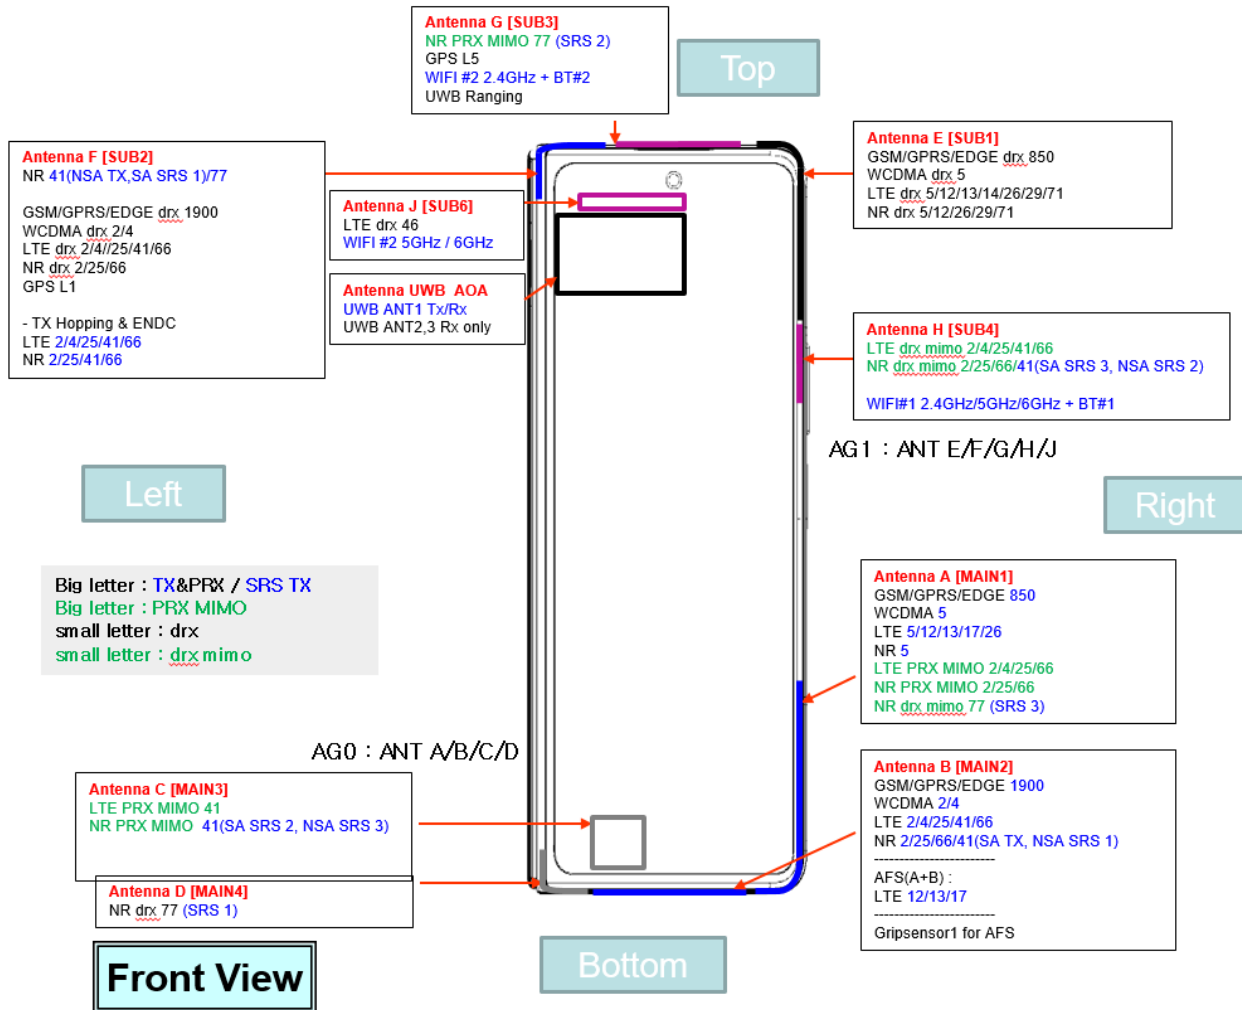 Antenna G [SUB3]
NR PRX MIMO 77 (SRS 2)
GPS L5
WIFI #2 2.4GHz + BT#2
UWB Ranging
Top
Antenna F [SUB2]
NR 41(NSA TX,SA SRS 1)/77
GSM/GPRS/EDGE drx 1900
WCDMA drx 2/4
LTE drx 2/4//25/41/66
NR drx 2/25/66
GPS L1
- TX Hopping & ENDC
LTE 2/4/25/41/66
NR 2/25/41/66
Antenna J [SUB6]
LTE drx 46
WIFI #2 5GHz / 6GHz
Antenna UWB AOA
UWB ANT1 Tx/Rx
UWB ANT2,3 Rx only
Antenna E [SUB1]
GSM/GPRS/EDGE drx 850
WCDMA drx 5
LTE drx 5/12/13/14/26/29/71
NR drx 5/12/26/29/71
Antenna H [SUB4]
LTE drx mimo 2/4/25/41/66
NR drx mimo 2/25/66/41(SA SRS 3, NSA SRS 2)
WIFI#1 2.4GHz/5GHz/6GHz + BT#1
AG1 : ANT E/F/G/H/J
Left
Right
Big letter : TX&PRX / SRS TX
Big letter : PRX MIMO
small letter : drx
small letter : drx mimo
Antenna A [MAIN1]
GSM/GPRS/EDGE 850
WCDMA 5
LTE 5/12/13/17/26
NR 5
LTE PRX MIMO 2/4/25/66
NR PRX MIMO 2/25/66
NR drx mimo 77 (SRS 3)
AG0 : ANT A/B/C/D
Antenna C [MAIN3]
LTE PRX MIMO 41
NR PRX MIMO 41(SA SRS 2, NSA SRS 3)
Antenna D [MAIN4]
NR drx 77 (SRS 1)
Antenna B [MAIN2]
GSM/GPRS/EDGE 1900
WCDMA 2/4
LTE 2/4/25/41/66
NR 2/25/66/41(SA TX, NSA SRS 1)
------------------------
AFS(A+B) :
LTE 12/13/17
------------------------
Gripsensor1 for AFS
Front View
Bottom